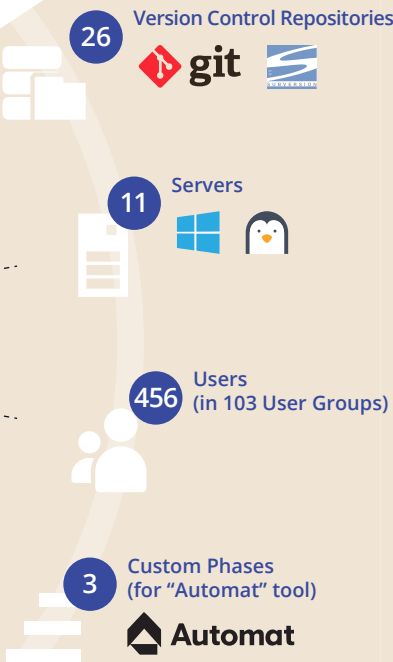 26
Version Control Repositories
git
SUBVERSION
11
Servers
456
Users
(in 103 User Groups)
3
Custom Phases
(for “Automat” tool)
Automat